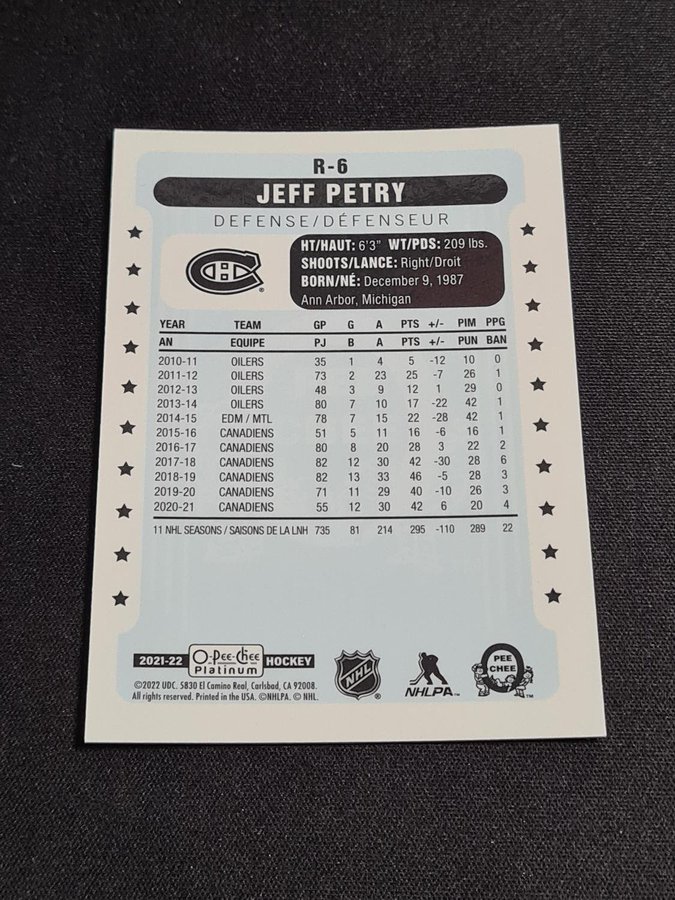 R-6
JEFF PETRY
DEFENSE/DÉFENSEUR
HT/HAUT: 6'3" WT/PDS: 209 lbs.
SHOOTS/LANCE: Right/Droit
BORN/NÉ: December 9, 1987
Ann Arbor, Michigan
YEAR TEAM GP G A PTS +/- PIM PPG
AN EQUIPE PJ B A PTS +/- PUN BAN
2010-11 OILERS 35 1 4 5 -12 10 0
2011-12 OILERS 73 2 23 25 -7 26 1
2012-13 OILERS 48 3 9 12 1 29 0
2013-14 OILERS 80 7 10 17 -22 42 1
2014-15 EDM / MTL 78 7 15 22 -28 42 1
2015-16 CANADIENS 51 5 11 16 -6 16 1
2016-17 CANADIENS 80 8 20 28 3 22 2
2017-18 CANADIENS 82 12 30 42 -30 28 6
2018-19 CANADIENS 82 13 33 46 -5 28 3
2019-20 CANADIENS 71 11 29 40 -10 26 3
2020-21 CANADIENS 55 12 30 42 6 20 4
11 NHL SEASONS / SAISONS DE LA LNH 735 81 214 295 -110 289 22
2021-22 O-Pee-Chee Platinum HOCKEY
NHL ®
NHLPA™
O PEE CHEE ™
©2022 UDC. 5830 El Camino Real, Carlsbad, CA 92008.
All rights reserved. Printed in the USA. ©NHLPA. © NHL.